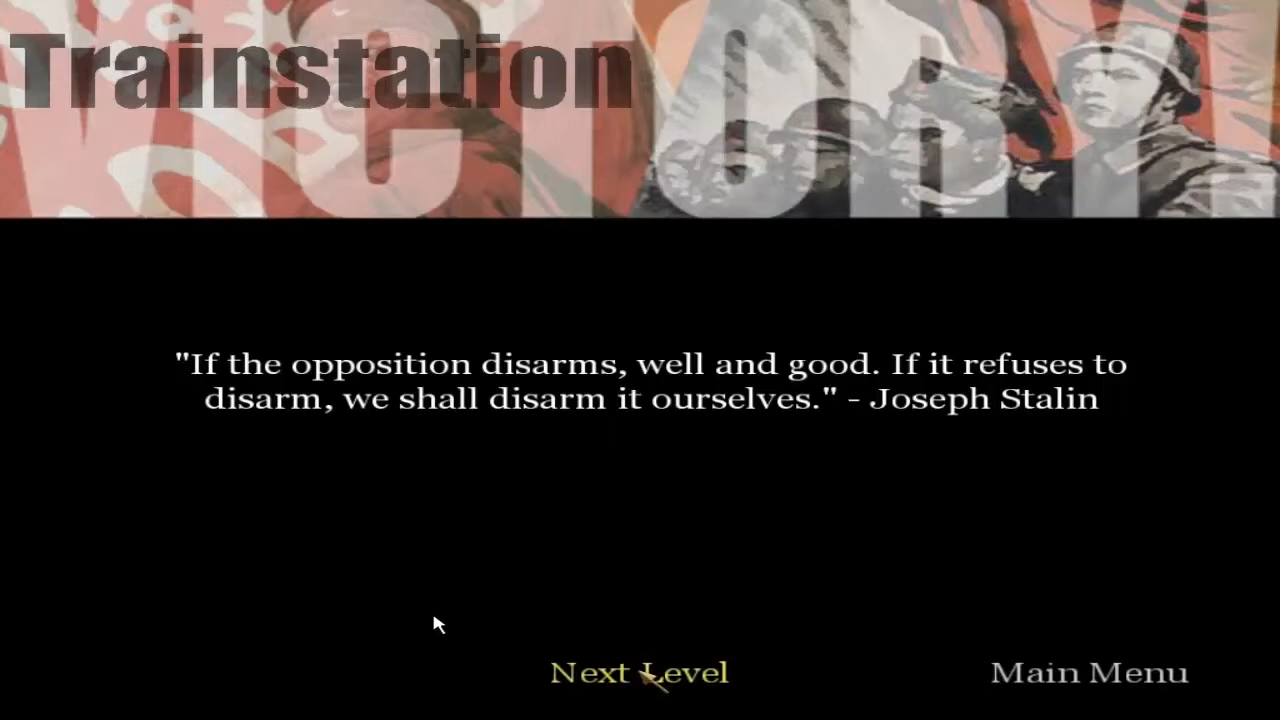 VICTORY!
Trainstation
"If the opposition disarms, well and good. If it refuses to
disarm, we shall disarm it ourselves." - Joseph Stalin
Next Level
Main Menu